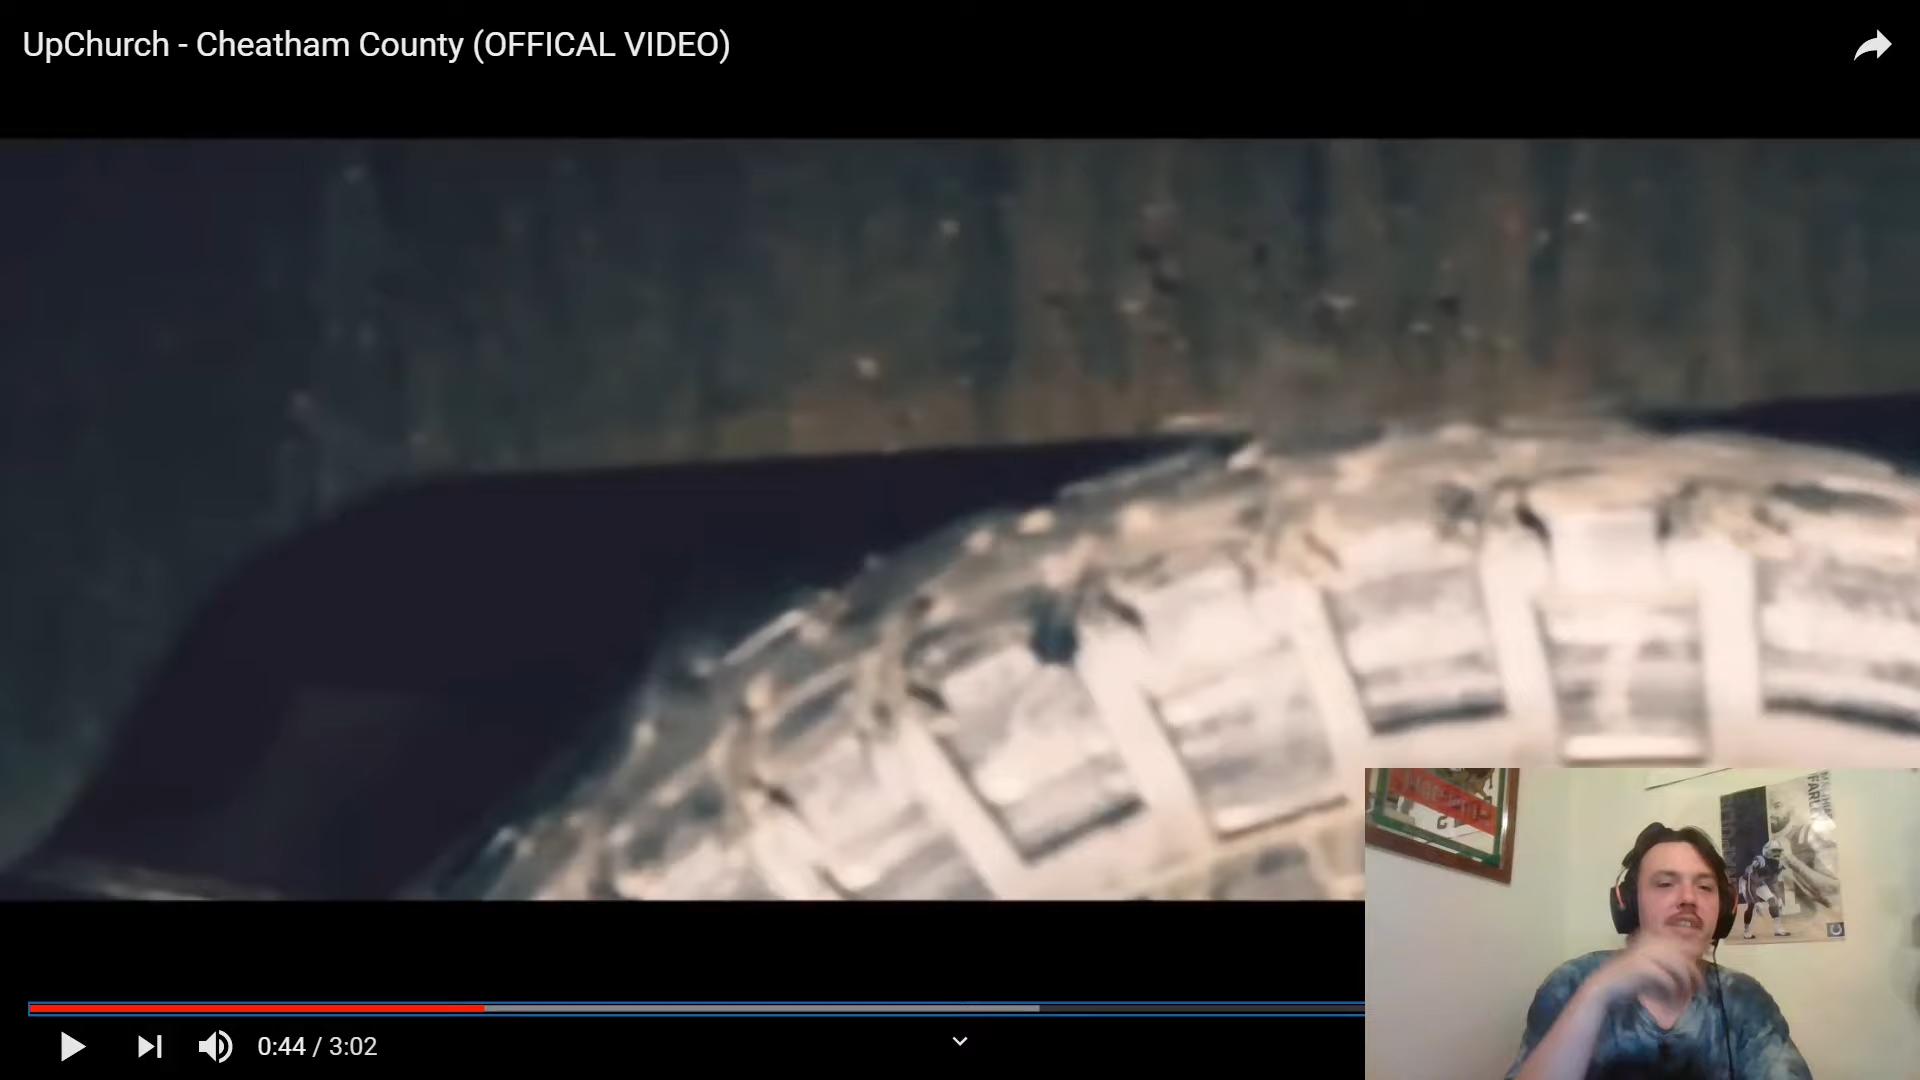 UpChurch - Cheatham County (OFFICAL VIDEO)
0:44 / 3:02